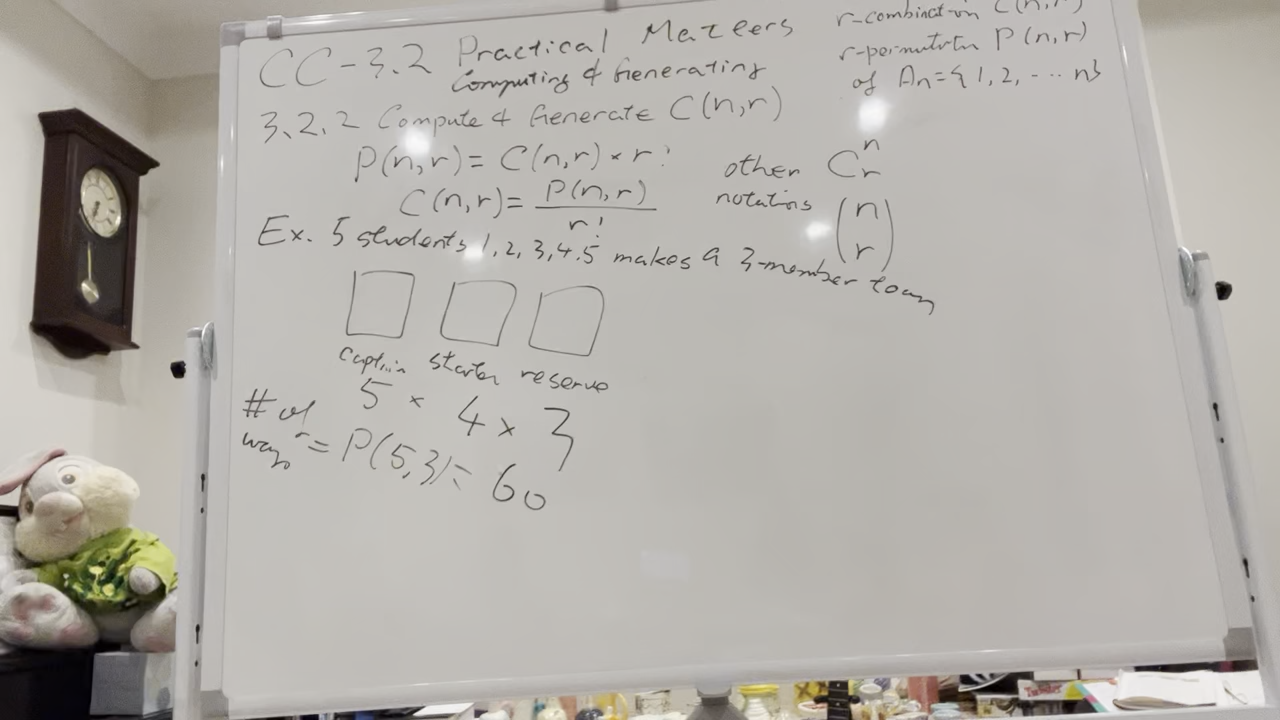 CC-3.2 Practical Matters
Computing & Generating
r-combination C(n,r)
r-permutatn P(n,r)
of An={1,2,...n}
3.2.2 Compute & Generate C(n,r)
P(n,r)= C(n,r) * r!
C(n,r)= P(n,r) / r!
other notations
C n r
(n r)
Ex. 5 students 1,2,3,4,5 makes a 3-member team
captain starter reserve
5 × 4 × 3
# of ways = P(5,3)= 60